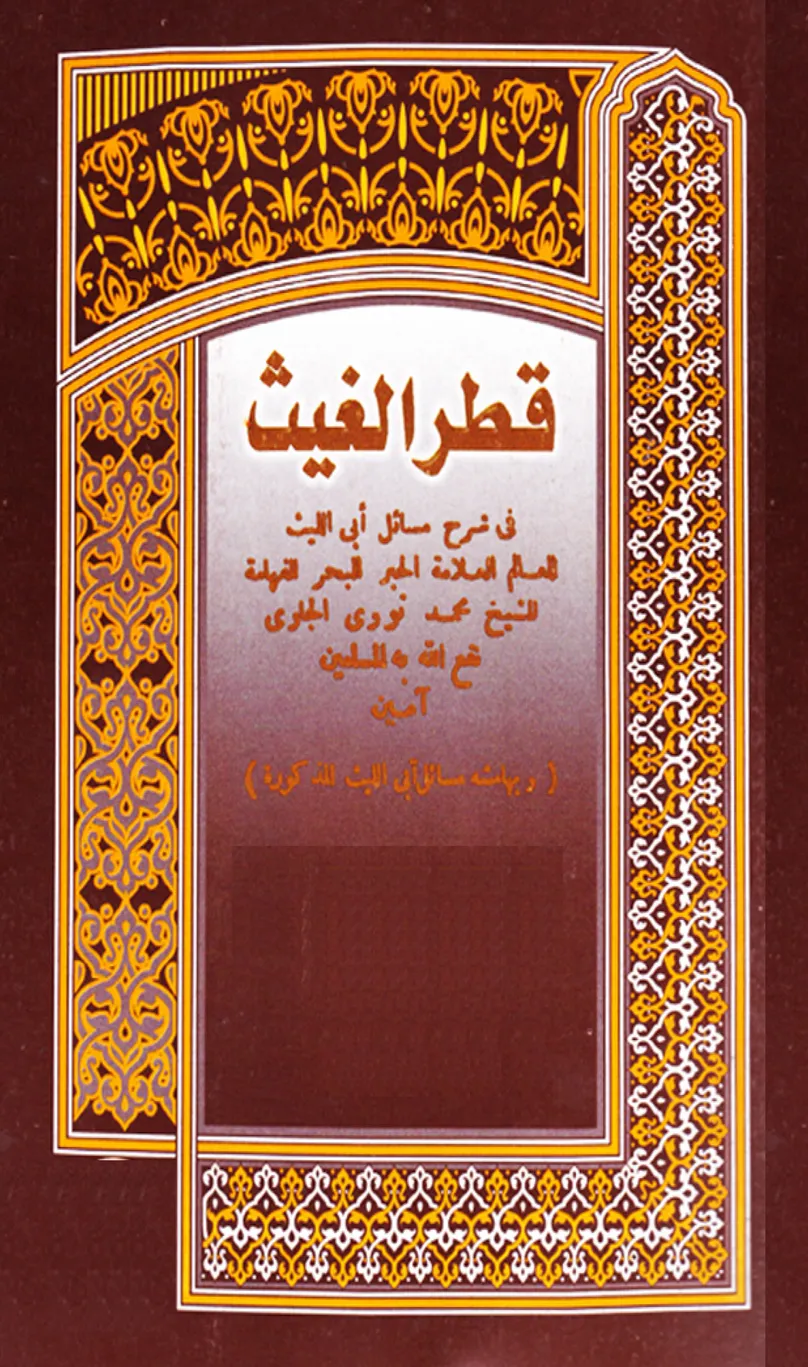 قطر الغيث
فى شرح مسائل أبى الليث
للعالم العلامة الحبر البحر الفهامة
الشيخ محمد نووى الجاوى
نفع الله به المسلمين
آمين
( وبهامشه مسائل أبى الليث المذكورة )